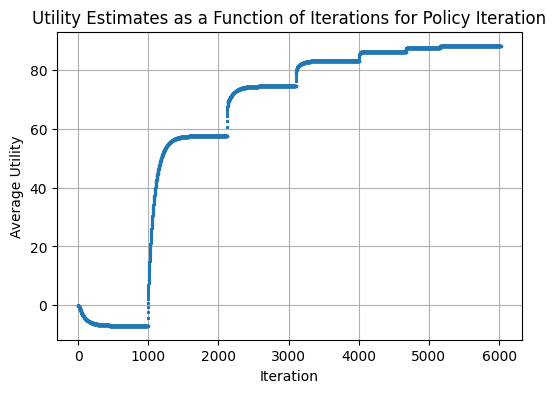 Utility Estimates as a Function of Iterations for Policy Iteration
Average Utility
80
60
40
20
0
0 1000 2000 3000 4000 5000 6000
Iteration